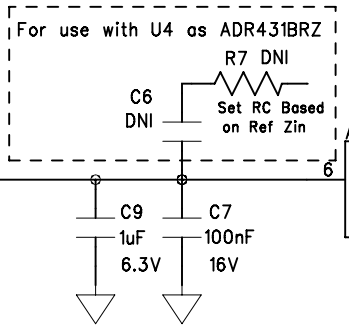 For use with U4 as ADR431BRZ
R7 DNI
C6
DNI
Set RC Based
on Ref Zin
6
C9
1uF
6.3V
C7
100nF
16V